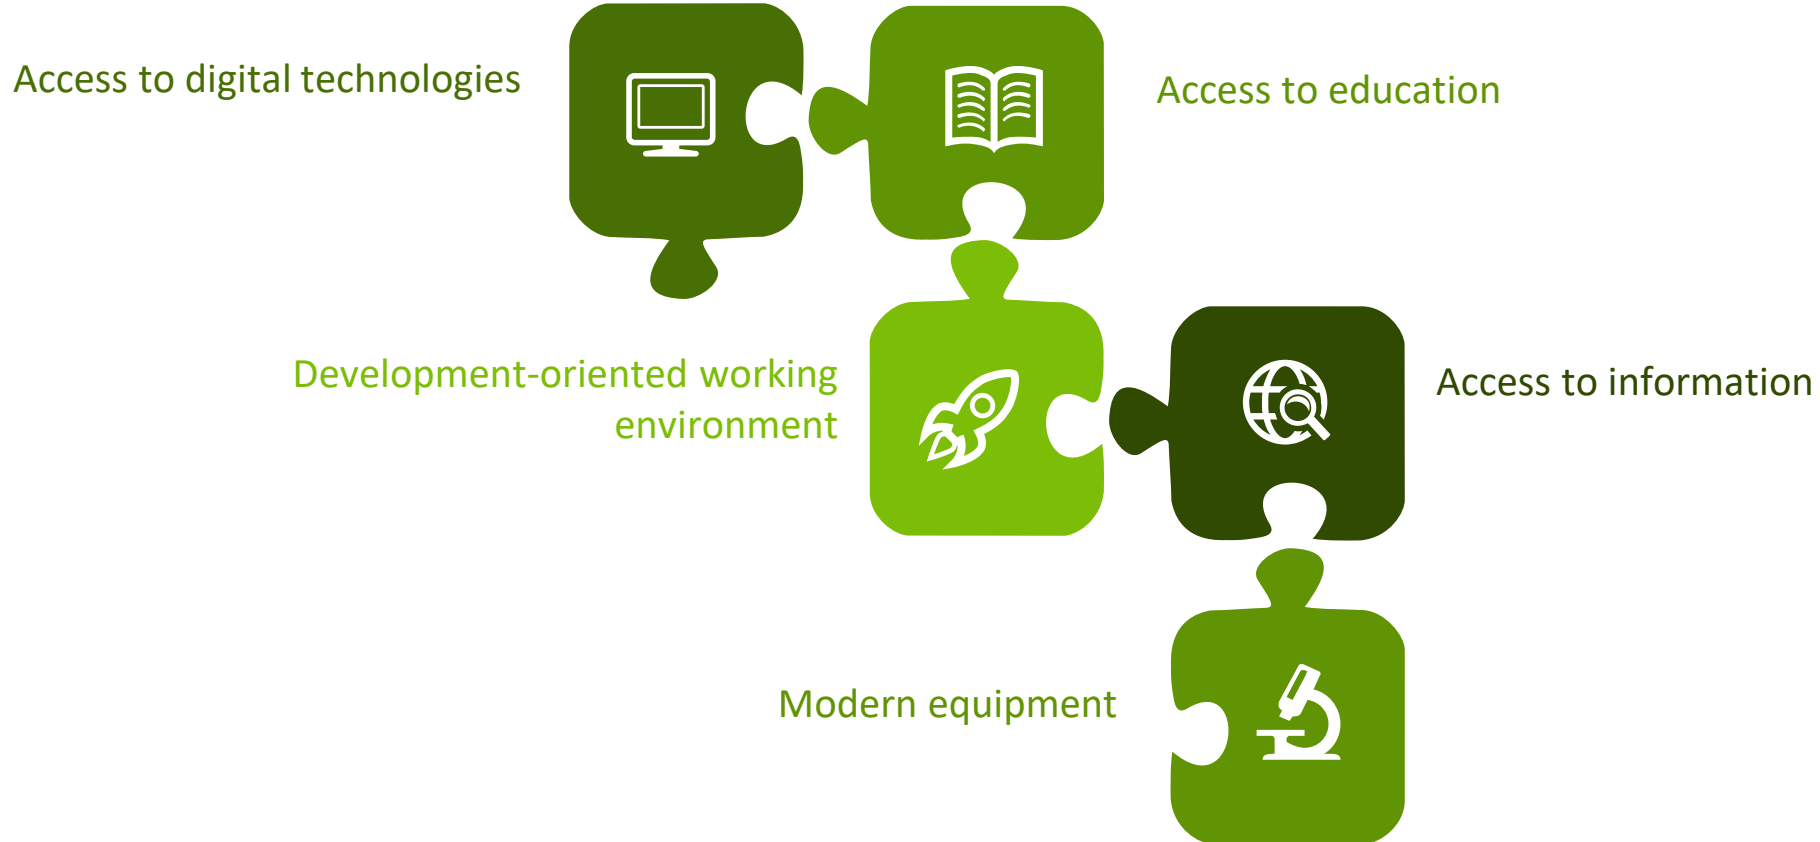 Access to digital technologies
Access to education
Development-oriented working
environment
Access to information
Modern equipment